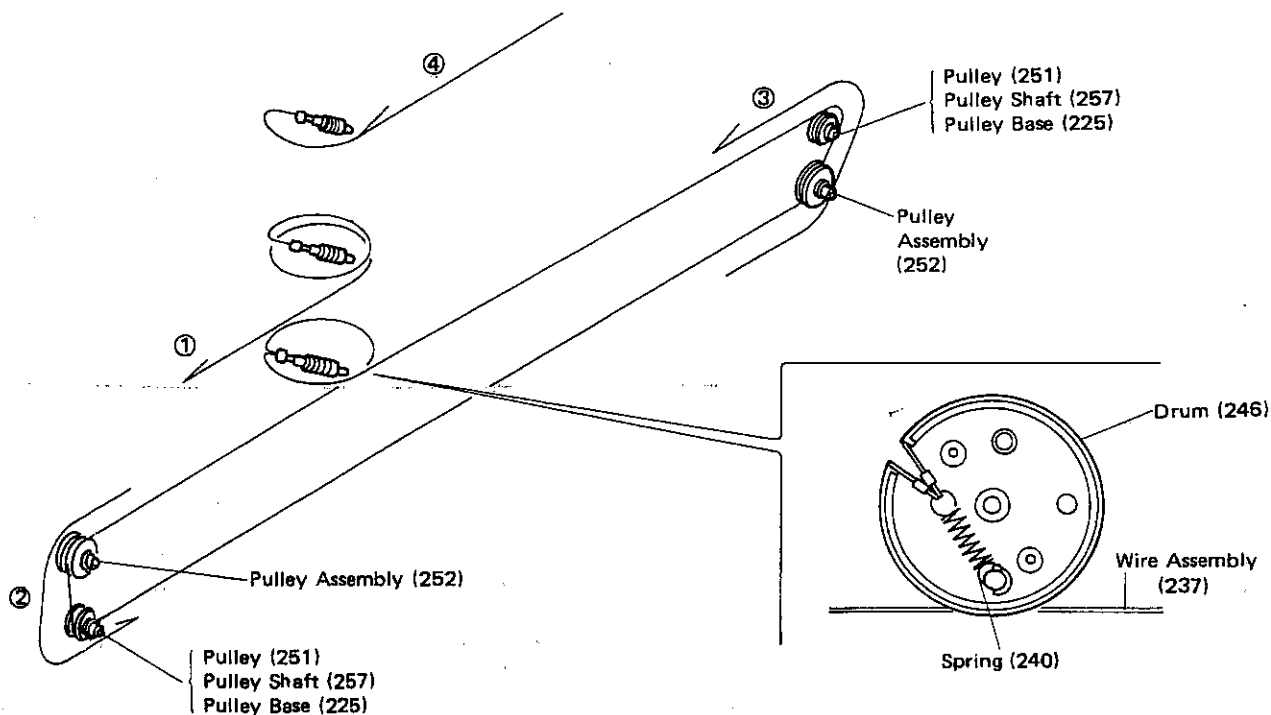 ④
③
Pulley (251)
Pulley Shaft (257)
Pulley Base (225)
Pulley
Assembly
(252)
①
Drum (246)
Wire Assembly
(237)
Spring (240)
Pulley Assembly (252)
②
Pulley (251)
Pulley Shaft (257)
Pulley Base (225)